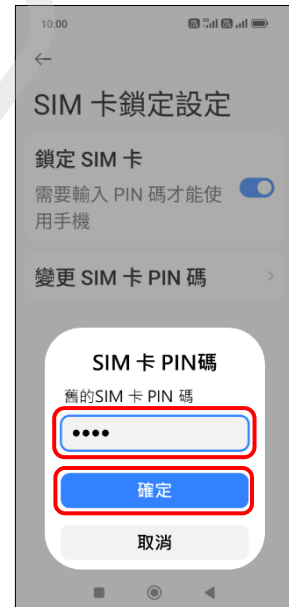 10:00
SIM 卡鎖定設定
鎖定 SIM 卡
需要輸入 PIN 碼才能使
用手機
變更 SIM 卡 PIN 碼
SIM 卡 PIN碼
舊的SIM 卡 PIN 碼
••••
確定
取消